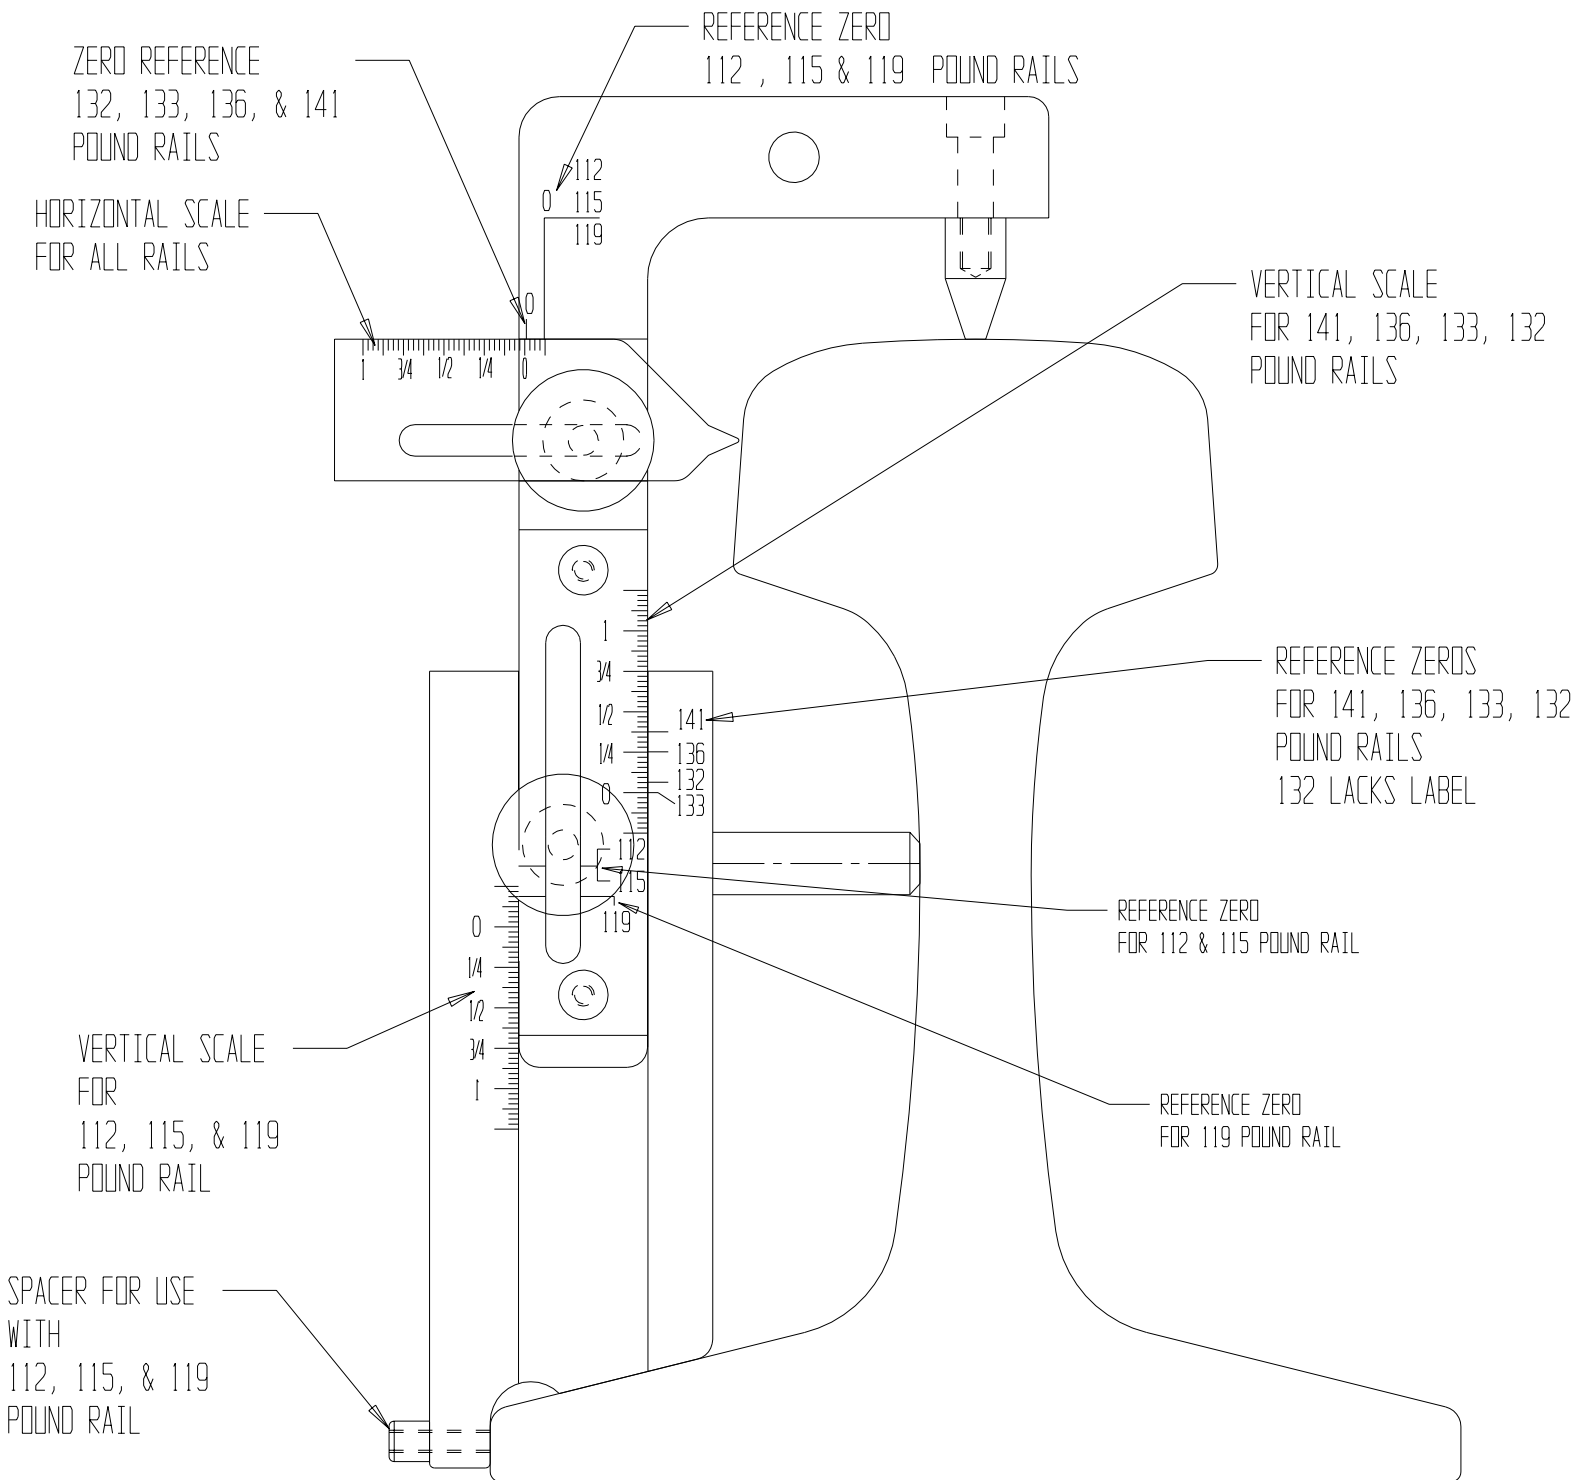 REFERENCE ZERO
112 , 115 & 119 POUND RAILS
ZERO REFERENCE
132, 133, 136, & 141
POUND RAILS
HORIZONTAL SCALE
FOR ALL RAILS
0
112
115
119
0
1 3/4 1/2 1/4 0
VERTICAL SCALE
FOR 141, 136, 133, 132
POUND RAILS
1
3/4
1/2
1/4
0
141
136
132
133
REFERENCE ZEROS
FOR 141, 136, 133, 132
POUND RAILS
132 LACKS LABEL
112
115
119
REFERENCE ZERO
FOR 112 & 115 POUND RAIL
0
1/4
1/2
3/4
1
VERTICAL SCALE
FOR
112, 115, & 119
POUND RAIL
REFERENCE ZERO
FOR 119 POUND RAIL
SPACER FOR USE
WITH
112, 115, & 119
POUND RAIL